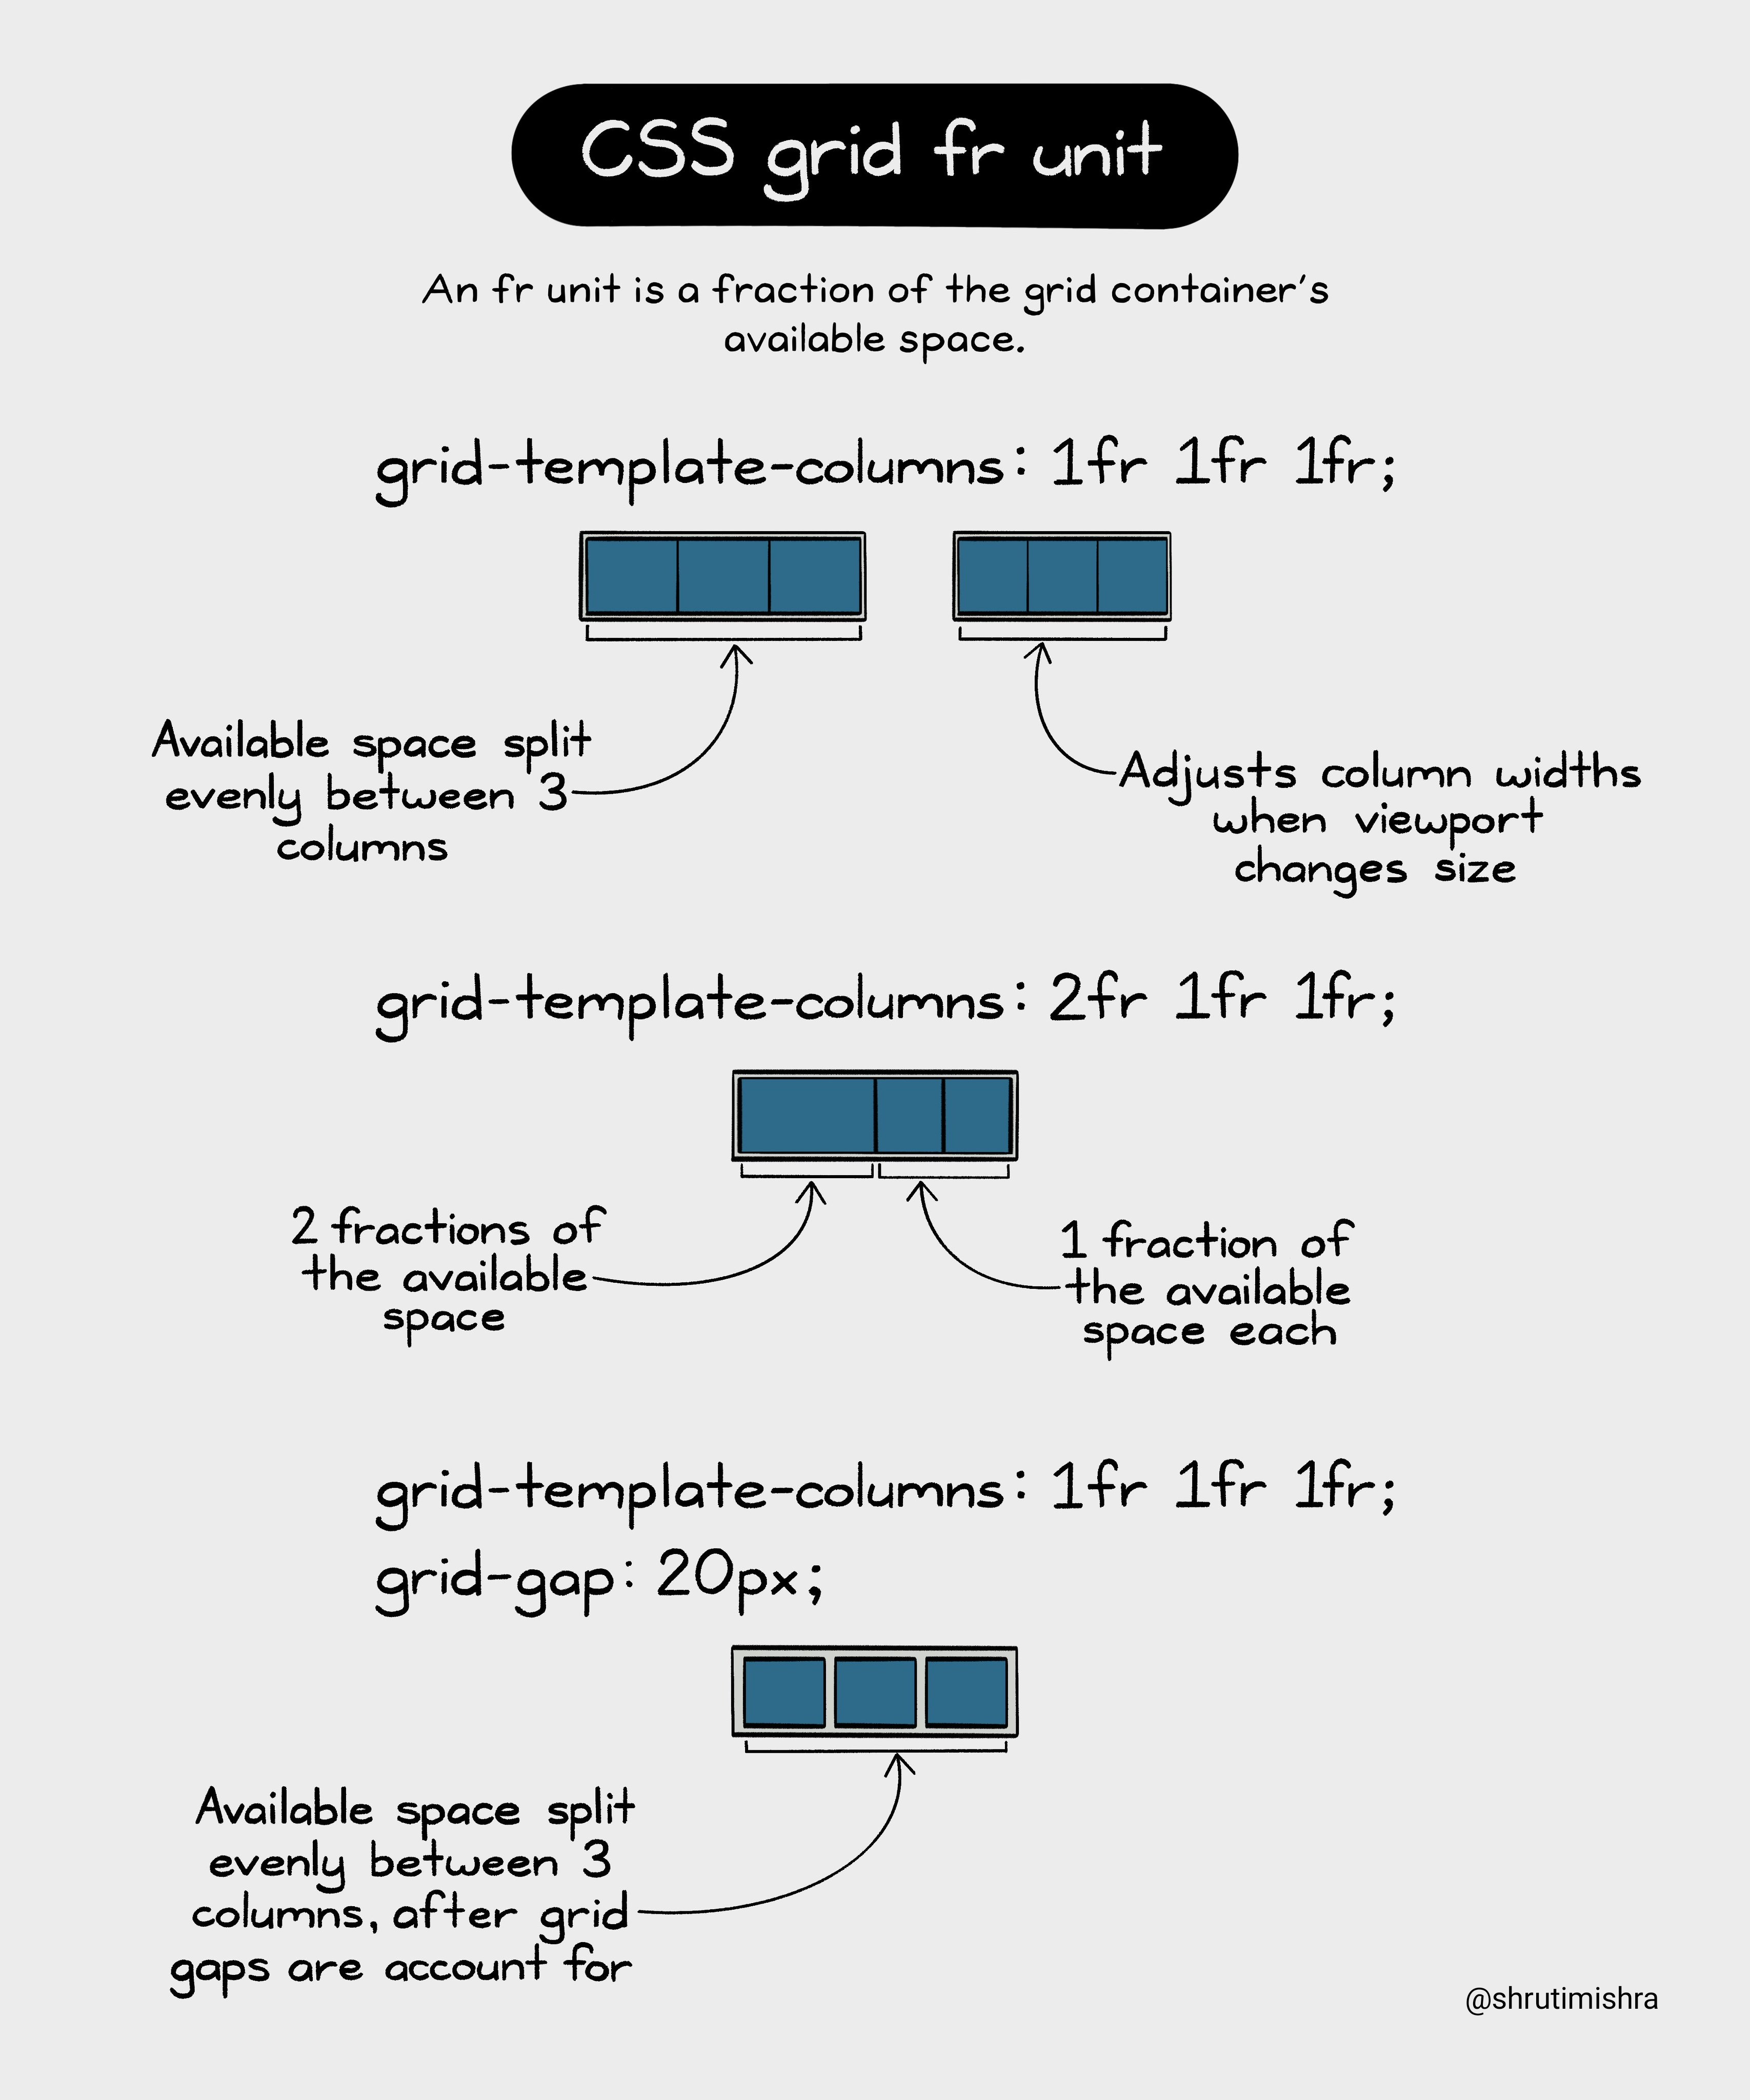 CSS grid fr unit
An fr unit is a fraction of the grid container's
available space.
grid-template-columns: 1fr 1fr 1fr;
Available space split
evenly between 3
columns
Adjusts column widths
when viewport
changes size
grid-template-columns: 2fr 1fr 1fr;
2 fractions of
the available
space
1 fraction of
the available
space each
grid-template-columns: 1fr 1fr 1fr;
grid-gap: 20px;
Available space split
evenly between 3
columns, after grid
gaps are account for
@shrutimishra